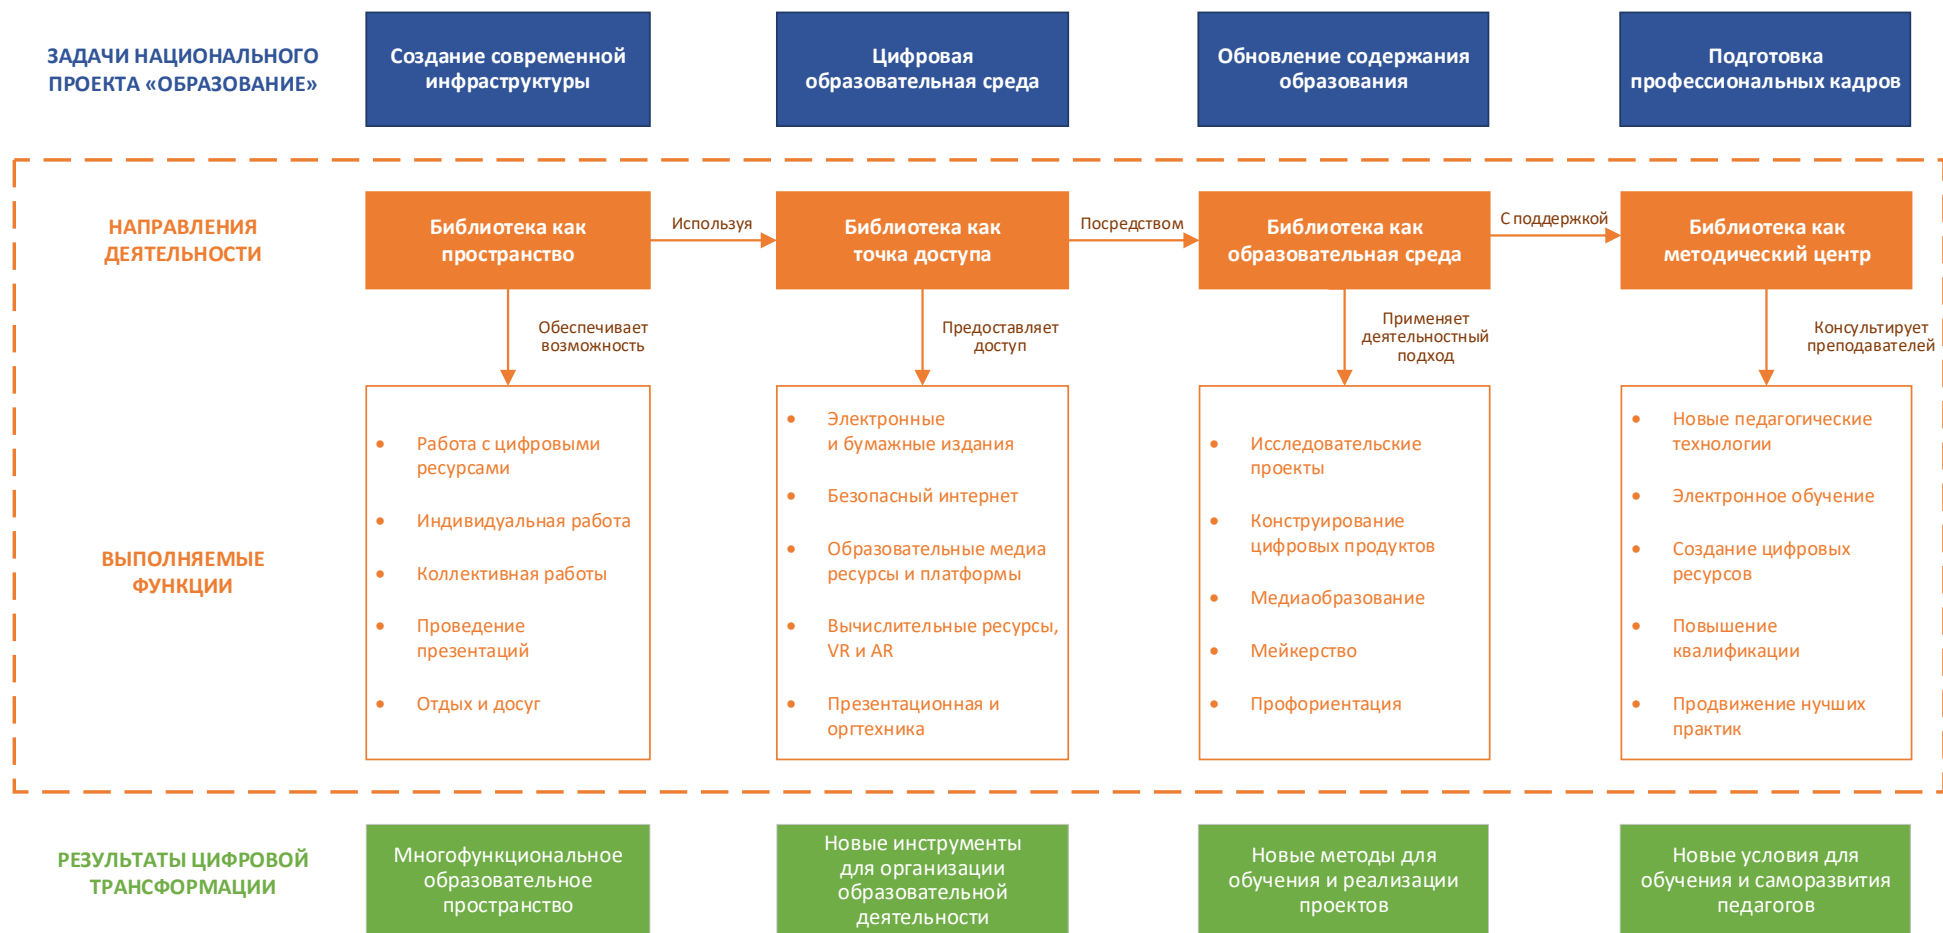 ЗАДАЧИ НАЦИОНАЛЬНОГО
ПРОЕКТА «ОБРАЗОВАНИЕ»
Создание современной
инфраструктуры
Цифровая
образовательная среда
Обновление содержания
образования
Подготовка
профессиональных кадров
НАПРАВЛЕНИЯ
ДЕЯТЕЛЬНОСТИ
Библиотека как
пространство
Используя
Библиотека как
точка доступа
Посредством
Библиотека как
образовательная среда
С поддержкой
Библиотека как
методический центр
Обеспечивает
возможность
Предоставляет
доступ
Применяет
деятельностный
подход
Консультирует
преподавателей
ВЫПОЛНЯЕМЫЕ
ФУНКЦИИ
• Работа с цифровыми
ресурсами
• Индивидуальная работа
• Коллективная работы
• Проведение
презентаций
• Отдых и досуг
• Электронные
и бумажные издания
• Безопасный интернет
• Образовательные медиа
ресурсы и платформы
• Вычислительные ресурсы,
VR и AR
• Презентационная и
оргтехника
• Исследовательские
проекты
• Конструирование
цифровых продуктов
• Медиаобразование
• Мейкерство
• Профориентация
• Новые педагогические
технологии
• Электронное обучение
• Создание цифровых
ресурсов
• Повышение
квалификации
• Продвижение нучших
практик
РЕЗУЛЬТАТЫ ЦИФРОВОЙ
ТРАНСФОРМАЦИИ
Многофункциональное
образовательное
пространство
Новые инструменты
для организации
образовательной
деятельности
Новые методы для
обучения и реализации
проектов
Новые условия для
обучения и саморазвития
педагогов